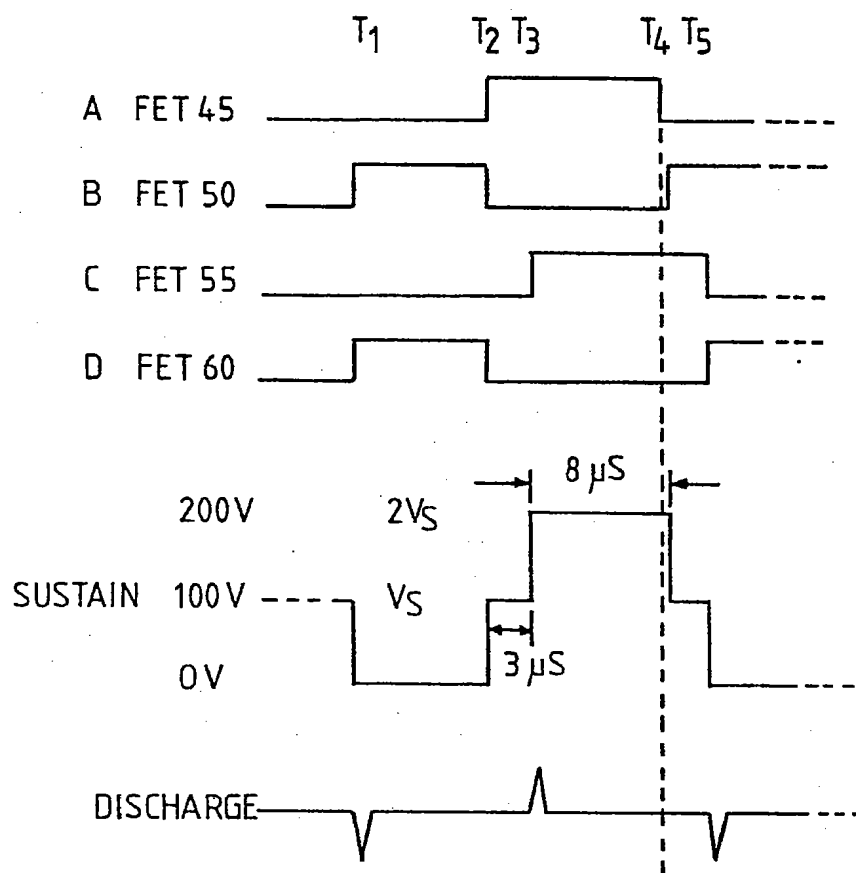 T1 T2 T3 T4 T5
A FET 45
B FET 50
C FET 55
D FET 60
8 μS
200V 2VS
SUSTAIN 100V VS
3 μS
0V
DISCHARGE